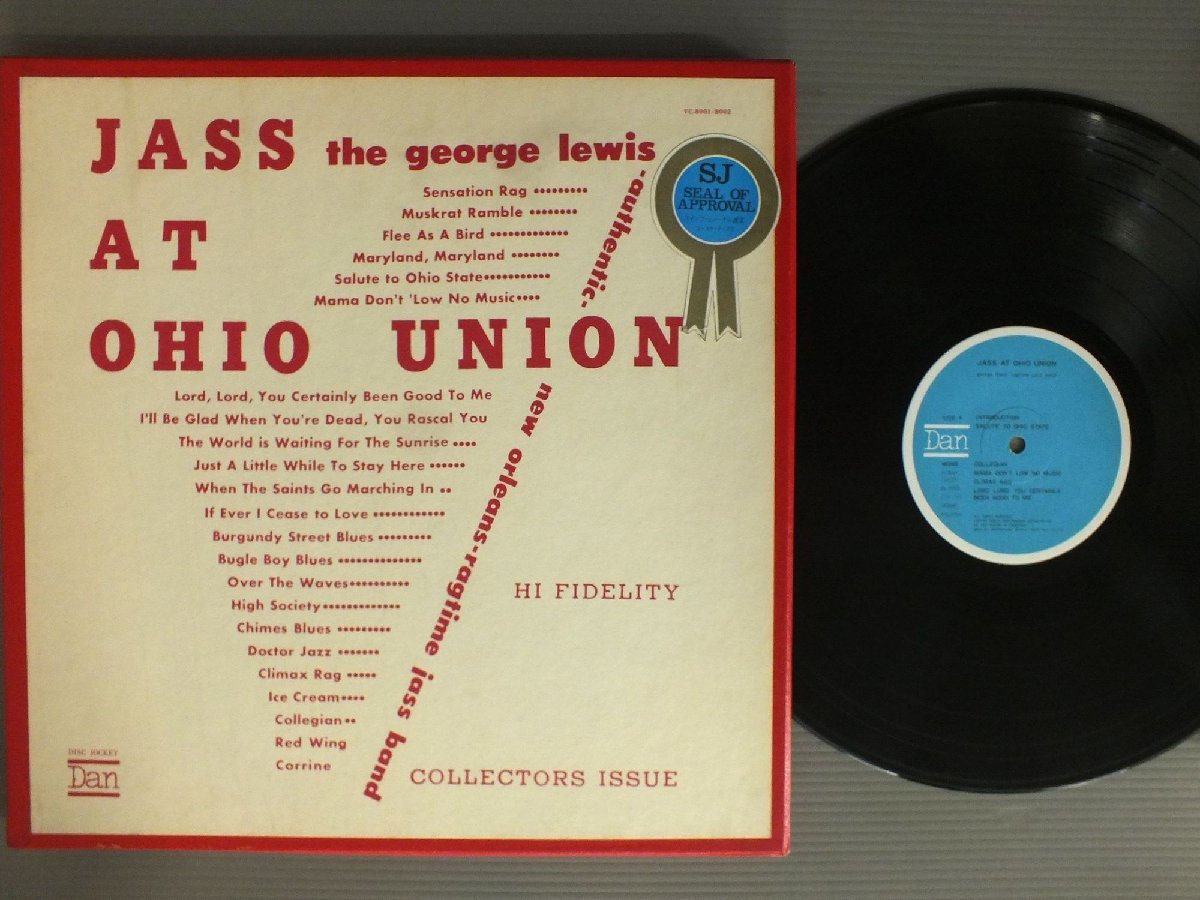 JASS
AT
OHIO UNION
the george lewis
-authentic-
new orleans-ragtime jass band
VC-8001-8002
SJ
SEAL OF
APPROVAL
Sensation Rag •••••••••
Muskrat Ramble ••••••••
Flee As A Bird •••••••••••••
Maryland, Maryland ••••••••
Salute to Ohio State•••••••••••
Mama Don't 'Low No Music••••
Lord, Lord, You Certainly Been Good To Me
I'll Be Glad When You're Dead, You Rascal You
The World is Waiting For The Sunrise ••••
Just A Little While To Stay Here ••••••
When The Saints Go Marching In ••
If Ever I Cease to Love ••••••••••••
Burgundy Street Blues •••••••••
Bugle Boy Blues ••••••••••••••
Over The Waves••••••••••
High Society•••••••••••••
Chimes Blues •••••••••
Doctor Jazz •••••••
Climax Rag •••••
Ice Cream••••
Collegian••
Red Wing
Corrine
HI FIDELITY
COLLECTORS ISSUE
DISC JOCKEY
Dan
JASS AT OHIO UNION
SIDE A
INTRODUCTION
SALUTE TO OHIO STATE
Dan
MONO
COLLEGIAN
MAMA DON'T LOW NO MUSIC
CLIMAX RAG
LORD LORD YOU CERTAINLY
BEEN GOOD TO ME